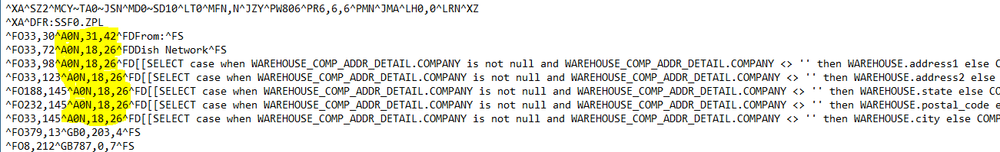 ^XA^SZ2^MCY~TA0~JSN^MD0~SD10^LT0^MFN,N^JZY^PW806^PR6,6,6^PMN^JMA^LH0,0^LRN^XZ
^XA^DFR:SSF0.ZPL
^FO33,30^A0N,31,42^FDFrom:^FS
^FO33,72^A0N,18,26^FDDish Network^FS
^FO33,98^A0N,18,26^FD[[SELECT case when WAREHOUSE_COMP_ADDR_DETAIL.COMPANY is not null and WAREHOUSE_COMP_ADDR_DETAIL.COMPANY <> '' then WAREHOUSE.address1 else C
^FO33,123^A0N,18,26^FD[[SELECT case when WAREHOUSE_COMP_ADDR_DETAIL.COMPANY is not null and WAREHOUSE_COMP_ADDR_DETAIL.COMPANY <> '' then WAREHOUSE.address2 else
^FO188,145^A0N,18,26^FD[[SELECT case when WAREHOUSE_COMP_ADDR_DETAIL.COMPANY is not null and WAREHOUSE_COMP_ADDR_DETAIL.COMPANY <> '' then WAREHOUSE.state else CO
^FO232,145^A0N,18,26^FD[[SELECT case when WAREHOUSE_COMP_ADDR_DETAIL.COMPANY is not null and WAREHOUSE_COMP_ADDR_DETAIL.COMPANY <> '' then WAREHOUSE.postal_code e
^FO33,145^A0N,18,26^FD[[SELECT case when WAREHOUSE_COMP_ADDR_DETAIL.COMPANY is not null and WAREHOUSE_COMP_ADDR_DETAIL.COMPANY <> '' then WAREHOUSE.city else COMP
^FO379,13^GB0,203,4^FS
^FO8,212^GB787,0,7^FS